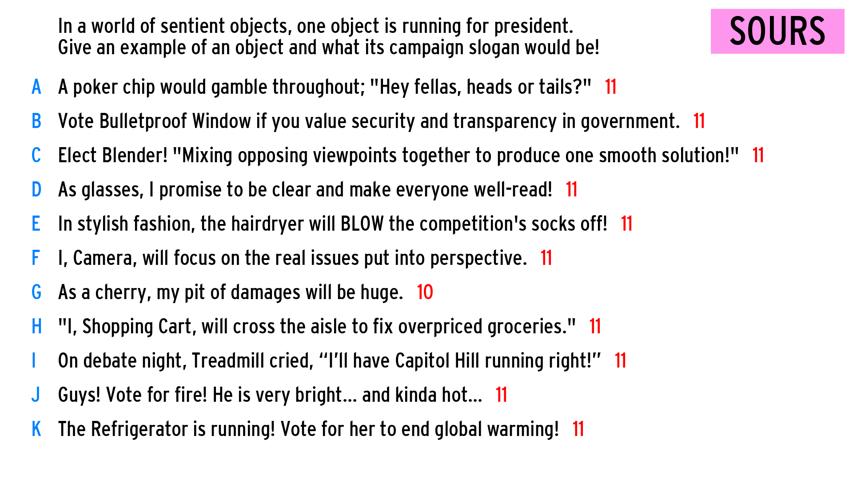 In a world of sentient objects, one object is running for president.
Give an example of an object and what its campaign slogan would be!
SOURS
A A poker chip would gamble throughout; "Hey fellas, heads or tails?" 11
B Vote Bulletproof Window if you value security and transparency in government. 11
C Elect Blender! "Mixing opposing viewpoints together to produce one smooth solution!" 11
D As glasses, I promise to be clear and make everyone well-read! 11
E In stylish fashion, the hairdryer will BLOW the competition's socks off! 11
F I, Camera, will focus on the real issues put into perspective. 11
G As a cherry, my pit of damages will be huge. 10
H "I, Shopping Cart, will cross the aisle to fix overpriced groceries." 11
I On debate night, Treadmill cried, “I’ll have Capitol Hill running right!” 11
J Guys! Vote for fire! He is very bright... and kinda hot... 11
K The Refrigerator is running! Vote for her to end global warming! 11